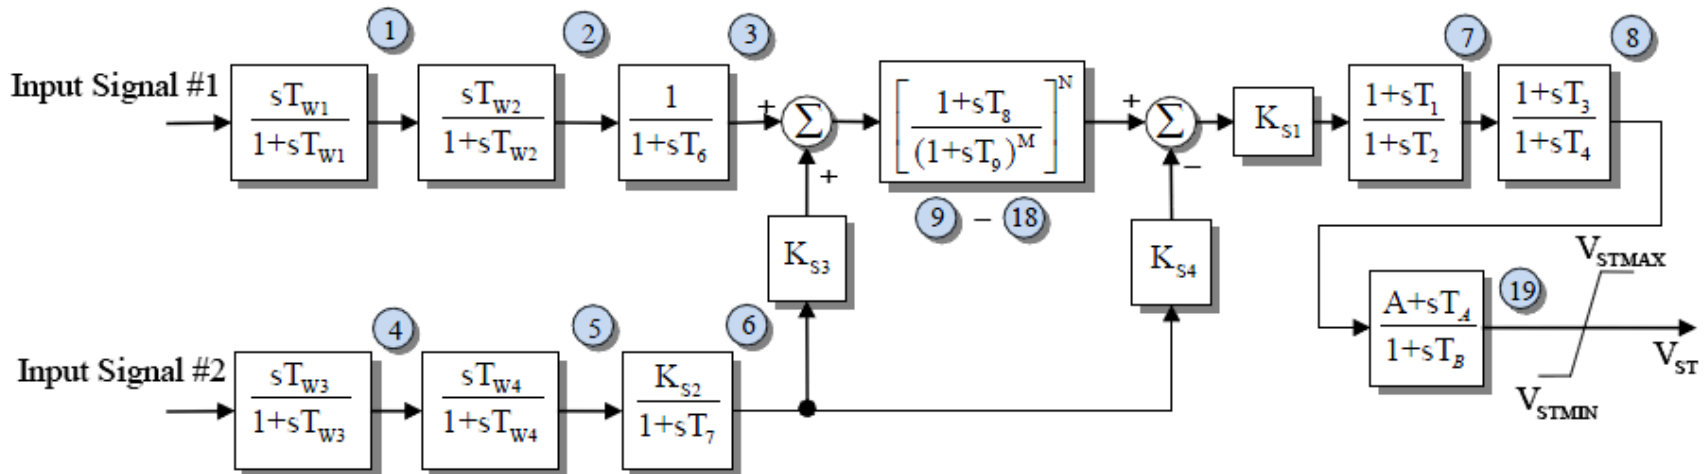 1 2 3 7 8
Input Signal #1
sT_W1 / 1+sT_W1
sT_W2 / 1+sT_W2
1 / 1+sT_6
+ Σ +
[ 1+sT_8 / (1+sT_9)^M ]^N
+ Σ −
K_S1
1+sT_1 / 1+sT_2
1+sT_3 / 1+sT_4
9 – 18
K_S3
K_S4
V_STMAX
4 5 6 19
Input Signal #2
sT_W3 / 1+sT_W3
sT_W4 / 1+sT_W4
K_S2 / 1+sT_7
A+sT_A / 1+sT_B
V_ST
V_STMIN